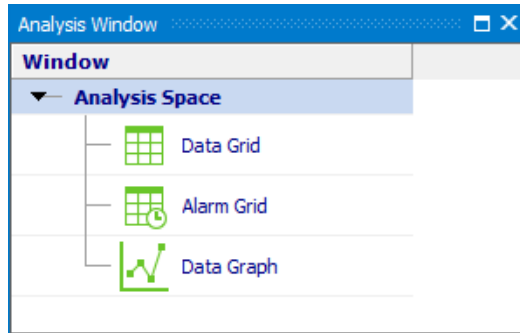 Analysis Window
Window
Analysis Space
Data Grid
Alarm Grid
Data Graph